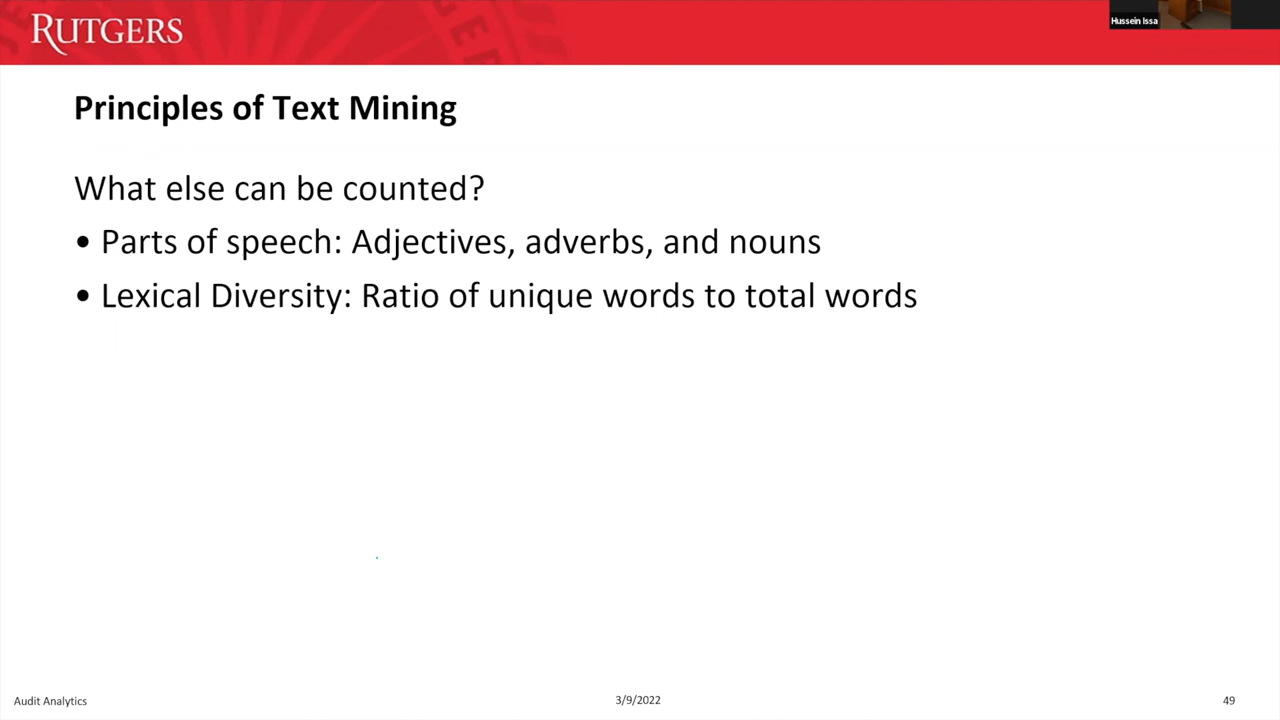 RUTGERS
Hussein Issa
Principles of Text Mining
What else can be counted?
• Parts of speech: Adjectives, adverbs, and nouns
• Lexical Diversity: Ratio of unique words to total words
Audit Analytics
3/9/2022
49